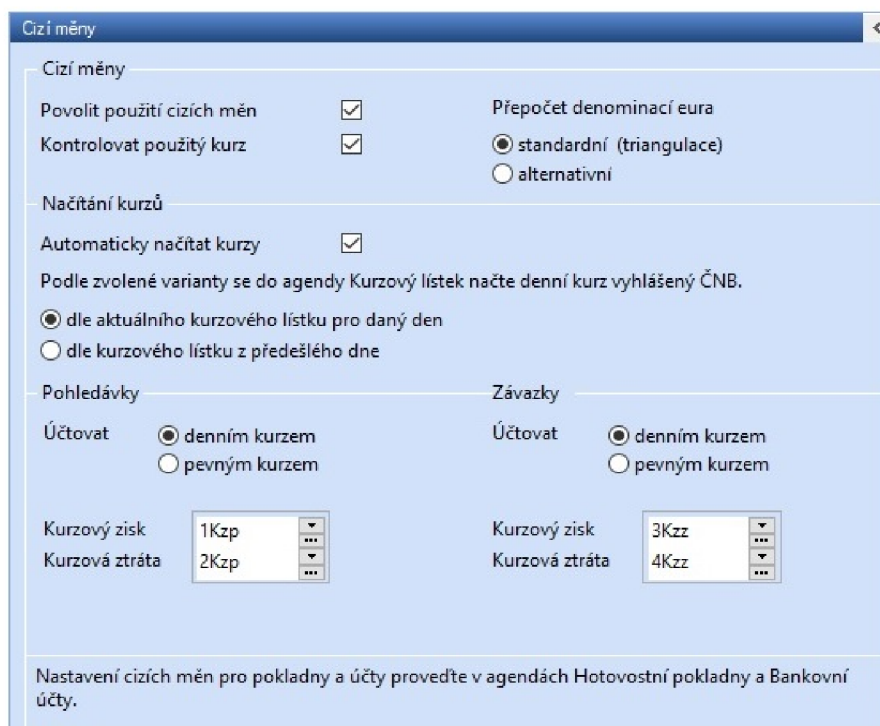 Cizí měny
Cizí měny
Povolit použití cizích měn
Kontrolovat použitý kurz
Přepočet denominací eura
standardní (triangulace)
alternativní
Načítání kurzů
Automaticky načítat kurzy
Podle zvolené varianty se do agendy Kurzový lístek načte denní kurz vyhlášený ČNB.
dle aktuálního kurzového lístku pro daný den
dle kurzového lístku z předešlého dne
Pohledávky
Účtovat
denním kurzem
pevným kurzem
Kurzový zisk
1Kzp
Kurzová ztráta
2Kzp
Závazky
Účtovat
denním kurzem
pevným kurzem
Kurzový zisk
3Kzz
Kurzová ztráta
4Kzz
Nastavení cizích měn pro pokladny a účty proveďte v agendách Hotovostní pokladny a Bankovní
účty.